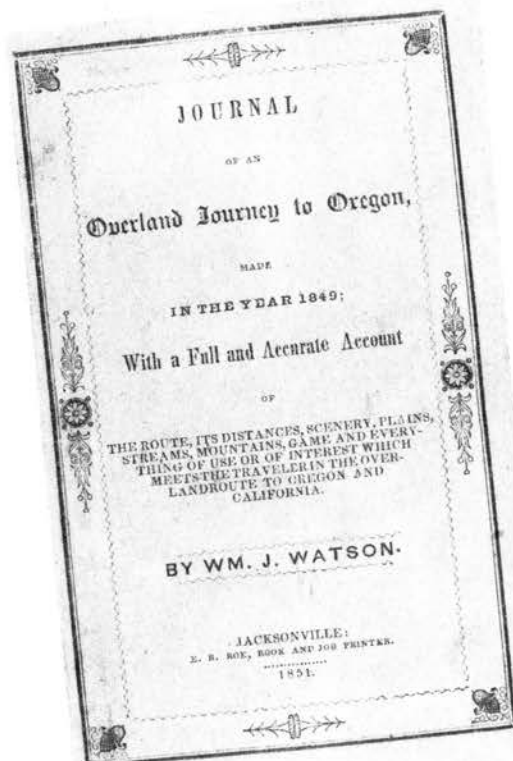 JOURNAL
OF AN
Overland Journey to Oregon,
MADE
IN THE YEAR 1849;
With a Full and Accurate Account
OF
THE ROUTE, ITS DISTANCES, SCENERY, PLAINS,
STREAMS, MOUNTAINS, GAME AND EVERY-
THING OF USE OR OF INTEREST WHICH
MEETS THE TRAVELER IN THE OVER-
LANDROUTE TO OREGON AND
CALIFORNIA.
BY WM. J. WATSON.
JACKSONVILLE:
E. R. ROE, BOOK AND JOB PRINTER.
1851.